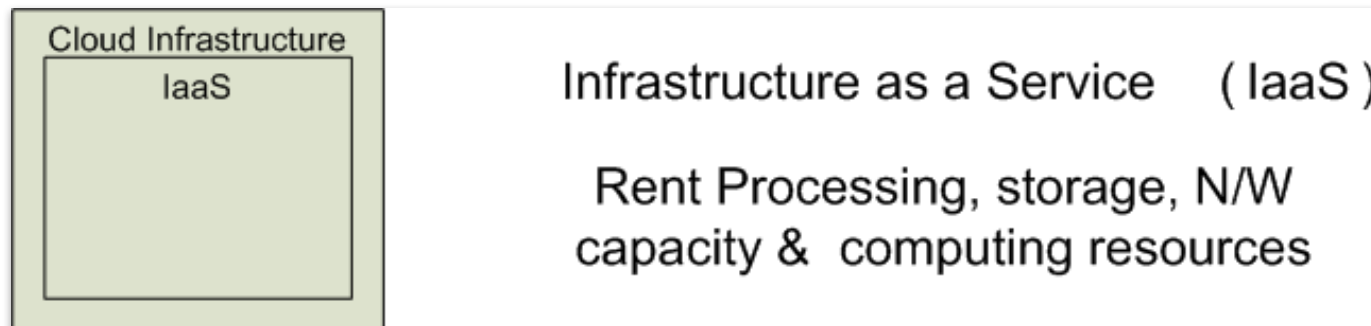 Cloud Infrastructure
IaaS
Infrastructure as a Service ( IaaS )
Rent Processing, storage, N/W
capacity & computing resources